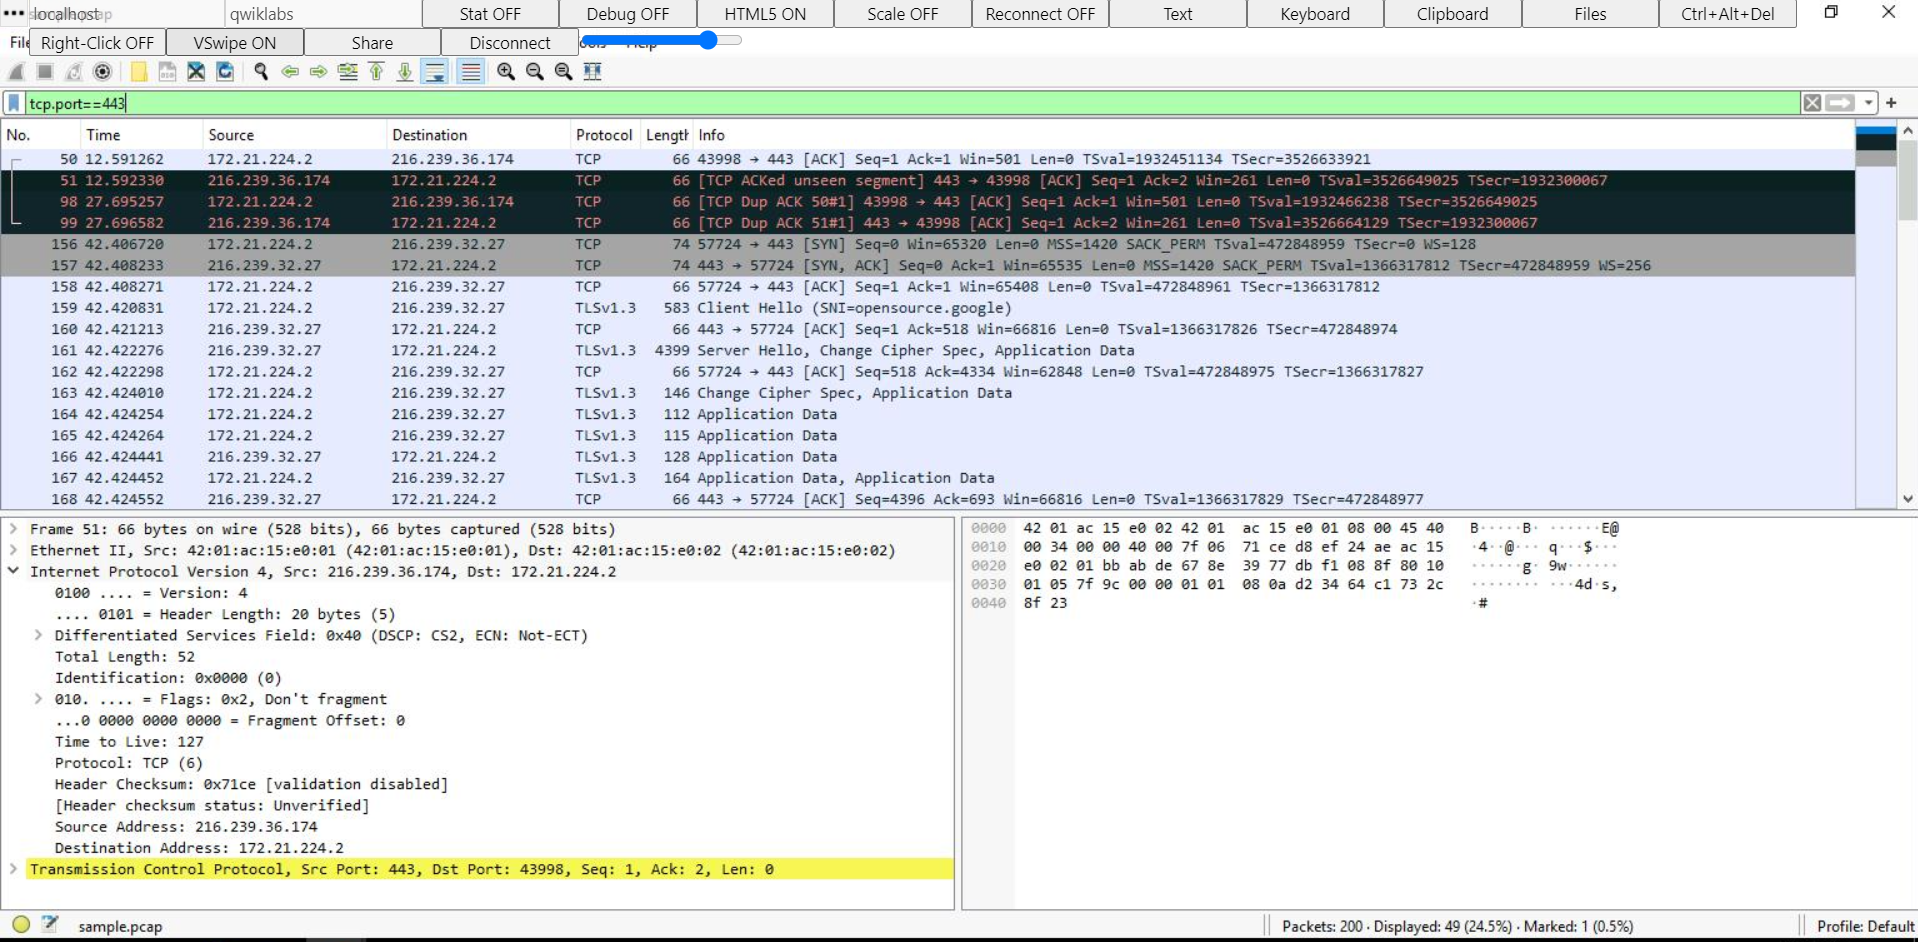 localhost qwiklabs Stat OFF Debug OFF HTML5 ON Scale OFF Reconnect OFF Text Keyboard Clipboard Files Ctrl+Alt+Del
Right-Click OFF VSwipe ON Share Disconnect Help
tcp.port==443
No. Time Source Destination Protocol Length Info
50 12.591262 172.21.224.2 216.239.36.174 TCP 66 43998 → 443 [ACK] Seq=1 Ack=1 Win=501 Len=0 TSval=1932451134 TSecr=3526633921
51 12.592330 216.239.36.174 172.21.224.2 TCP 66 [TCP ACKed unseen segment] 443 → 43998 [ACK] Seq=1 Ack=2 Win=261 Len=0 TSval=3526649025 TSecr=1932300067
98 27.695257 172.21.224.2 216.239.36.174 TCP 66 [TCP Dup ACK 50#1] 43998 → 443 [ACK] Seq=1 Ack=1 Win=501 Len=0 TSval=1932466238 TSecr=3526649025
99 27.696582 216.239.36.174 172.21.224.2 TCP 66 [TCP Dup ACK 51#1] 443 → 43998 [ACK] Seq=1 Ack=2 Win=261 Len=0 TSval=3526664129 TSecr=1932300067
156 42.406720 172.21.224.2 216.239.32.27 TCP 74 57724 → 443 [SYN] Seq=0 Win=65320 Len=0 MSS=1420 SACK_PERM TSval=472848959 TSecr=0 WS=128
157 42.408233 216.239.32.27 172.21.224.2 TCP 74 443 → 57724 [SYN, ACK] Seq=0 Ack=1 Win=65535 Len=0 MSS=1420 SACK_PERM TSval=1366317812 TSecr=472848959 WS=256
158 42.408271 172.21.224.2 216.239.32.27 TCP 66 57724 → 443 [ACK] Seq=1 Ack=1 Win=65408 Len=0 TSval=472848961 TSecr=1366317812
159 42.420831 172.21.224.2 216.239.32.27 TLSv1.3 583 Client Hello (SNI=opensource.google)
160 42.421213 216.239.32.27 172.21.224.2 TCP 66 443 → 57724 [ACK] Seq=1 Ack=518 Win=66816 Len=0 TSval=1366317826 TSecr=472848974
161 42.422276 216.239.32.27 172.21.224.2 TLSv1.3 4399 Server Hello, Change Cipher Spec, Application Data
162 42.422298 172.21.224.2 216.239.32.27 TCP 66 57724 → 443 [ACK] Seq=518 Ack=4334 Win=62848 Len=0 TSval=472848975 TSecr=1366317827
163 42.424010 172.21.224.2 216.239.32.27 TLSv1.3 146 Change Cipher Spec, Application Data
164 42.424254 172.21.224.2 216.239.32.27 TLSv1.3 112 Application Data
165 42.424264 172.21.224.2 216.239.32.27 TLSv1.3 115 Application Data
166 42.424441 172.21.224.2 216.239.32.27 TLSv1.3 128 Application Data
167 42.424452 172.21.224.2 216.239.32.27 TLSv1.3 164 Application Data, Application Data
168 42.424552 216.239.32.27 172.21.224.2 TCP 66 443 → 57724 [ACK] Seq=4396 Ack=693 Win=66816 Len=0 TSval=1366317829 TSecr=472848977
Frame 51: 66 bytes on wire (528 bits), 66 bytes captured (528 bits)
Ethernet II, Src: 42:01:ac:15:e0:01 (42:01:ac:15:e0:01), Dst: 42:01:ac:15:e0:02 (42:01:ac:15:e0:02)
Internet Protocol Version 4, Src: 216.239.36.174, Dst: 172.21.224.2
0100 .... = Version: 4
.... 0101 = Header Length: 20 bytes (5)
Differentiated Services Field: 0x40 (DSCP: CS2, ECN: Not-ECT)
Total Length: 52
Identification: 0x0000 (0)
010. .... = Flags: 0x2, Don't fragment
...0 0000 0000 0000 = Fragment Offset: 0
Time to Live: 127
Protocol: TCP (6)
Header Checksum: 0x71ce [validation disabled]
[Header checksum status: Unverified]
Source Address: 216.239.36.174
Destination Address: 172.21.224.2
Transmission Control Protocol, Src Port: 443, Dst Port: 43998, Seq: 1, Ack: 2, Len: 0
0000 42 01 ac 15 e0 02 42 01 ac 15 e0 01 08 00 45 40 B·····B· ······E@
0010 00 34 00 00 40 00 7f 06 71 ce d8 ef 24 ae ac 15 ·4··@··· q···$···
0020 e0 02 01 bb ab de 67 8e 39 77 db f1 08 8f 80 10 ······g· 9w······
0030 01 05 7f 9c 00 00 01 01 08 0a d2 34 64 c1 73 2c ········ ···4d·s,
0040 8f 23 ·#
sample.pcap Packets: 200 · Displayed: 49 (24.5%) · Marked: 1 (0.5%) Profile: Default